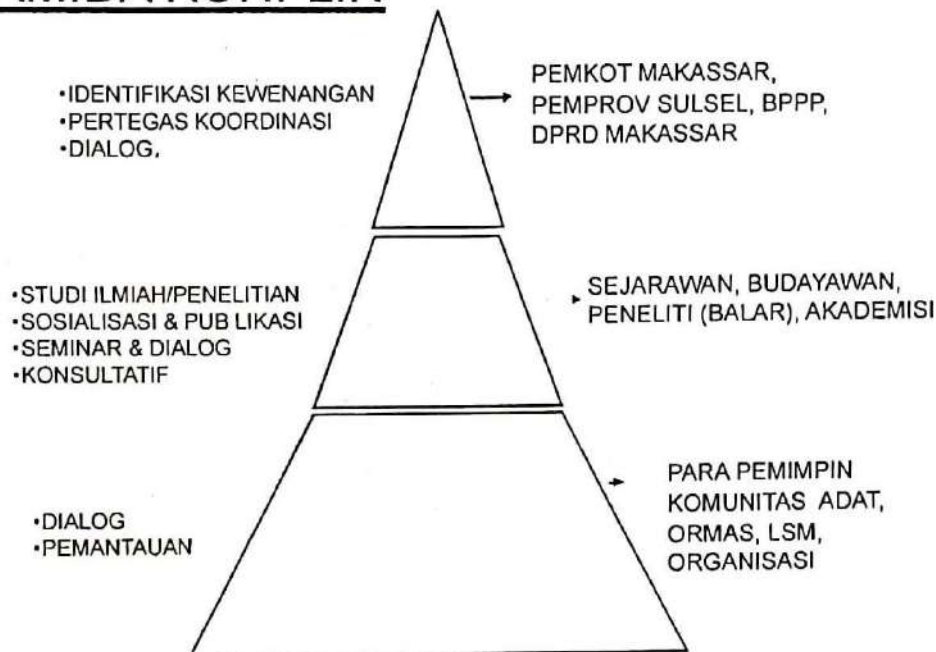 •IDENTIFIKASI KEWENANGAN
•PERTEGAS KOORDINASI
•DIALOG.
PEMKOT MAKASSAR,
PEMPROV SULSEL, BPPP,
DPRD MAKASSAR
•STUDI ILMIAH/PENELITIAN
•SOSIALISASI & PUB LIKASI
•SEMINAR & DIALOG
•KONSULTATIF
SEJARAWAN, BUDAYAWAN,
PENELITI (BALAR), AKADEMISI
•DIALOG
•PEMANTAUAN
PARA PEMIMPIN
KOMUNITAS ADAT,
ORMAS, LSM,
ORGANISASI